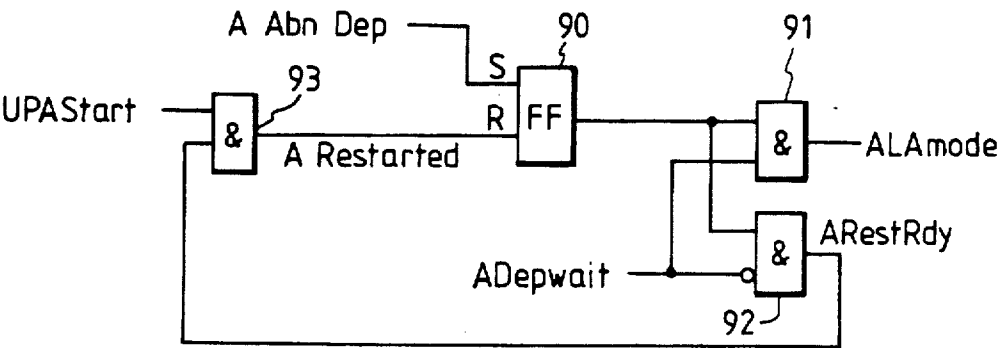 A Abn Dep
90
91
S
UPAStart
93
R
FF
&
A Restarted
&
ALAmode
&
ARestRdy
ADepwait
92